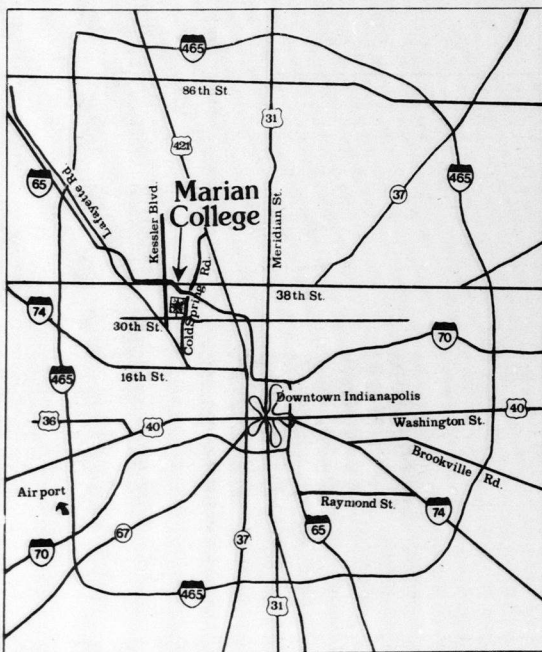 465
86th St
31
421
465
65
Lafayette Rd.
Kessler Blvd.
Marian
College
37
Meridian St.
Cold Spring Rd.
38th St.
74
30th St.
70
16th St.
465
Downtown Indianapolis
36
40
Washington St.
40
Brookville Rd.
Airport
Raymond St.
74
67
37
65
70
465
31